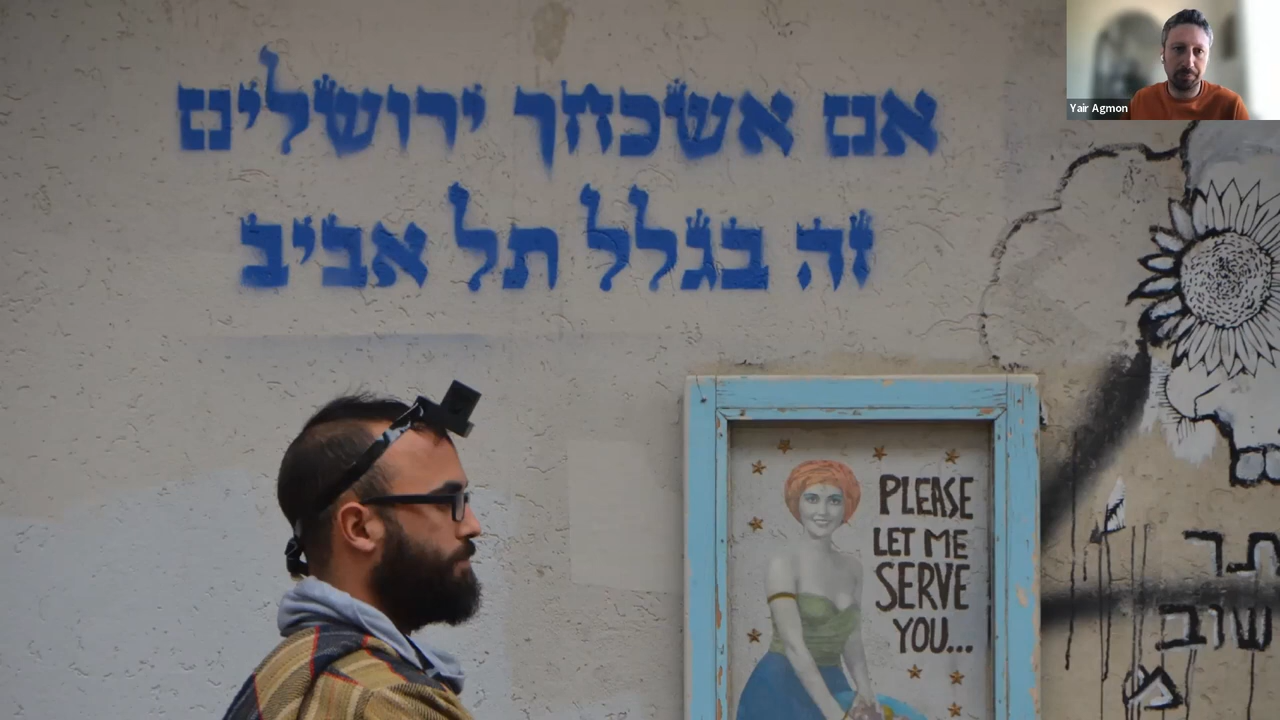 אם אשכחך ירושלים
זה בגלל תל אביב
Yair Agmon
PLEASE
LET ME
SERVE
YOU...